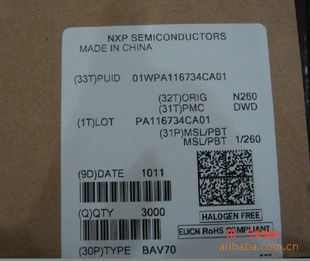 NXP SEMICONDUCTORS
MADE IN CHINA
(33T)PUID 01WPA116734CA01
(32T)ORIG N260
(31T)PMC DWD
(1T)LOT PA116734CA01
(31P)MSL/PBT
MSL/PBT 1/260
(9D)DATE 1011
(Q)QTY 3000
HALOGEN FREE
EU/CN RoHS COMPLIANT
(30P)TYPE BAV70
alibaba.com.cn